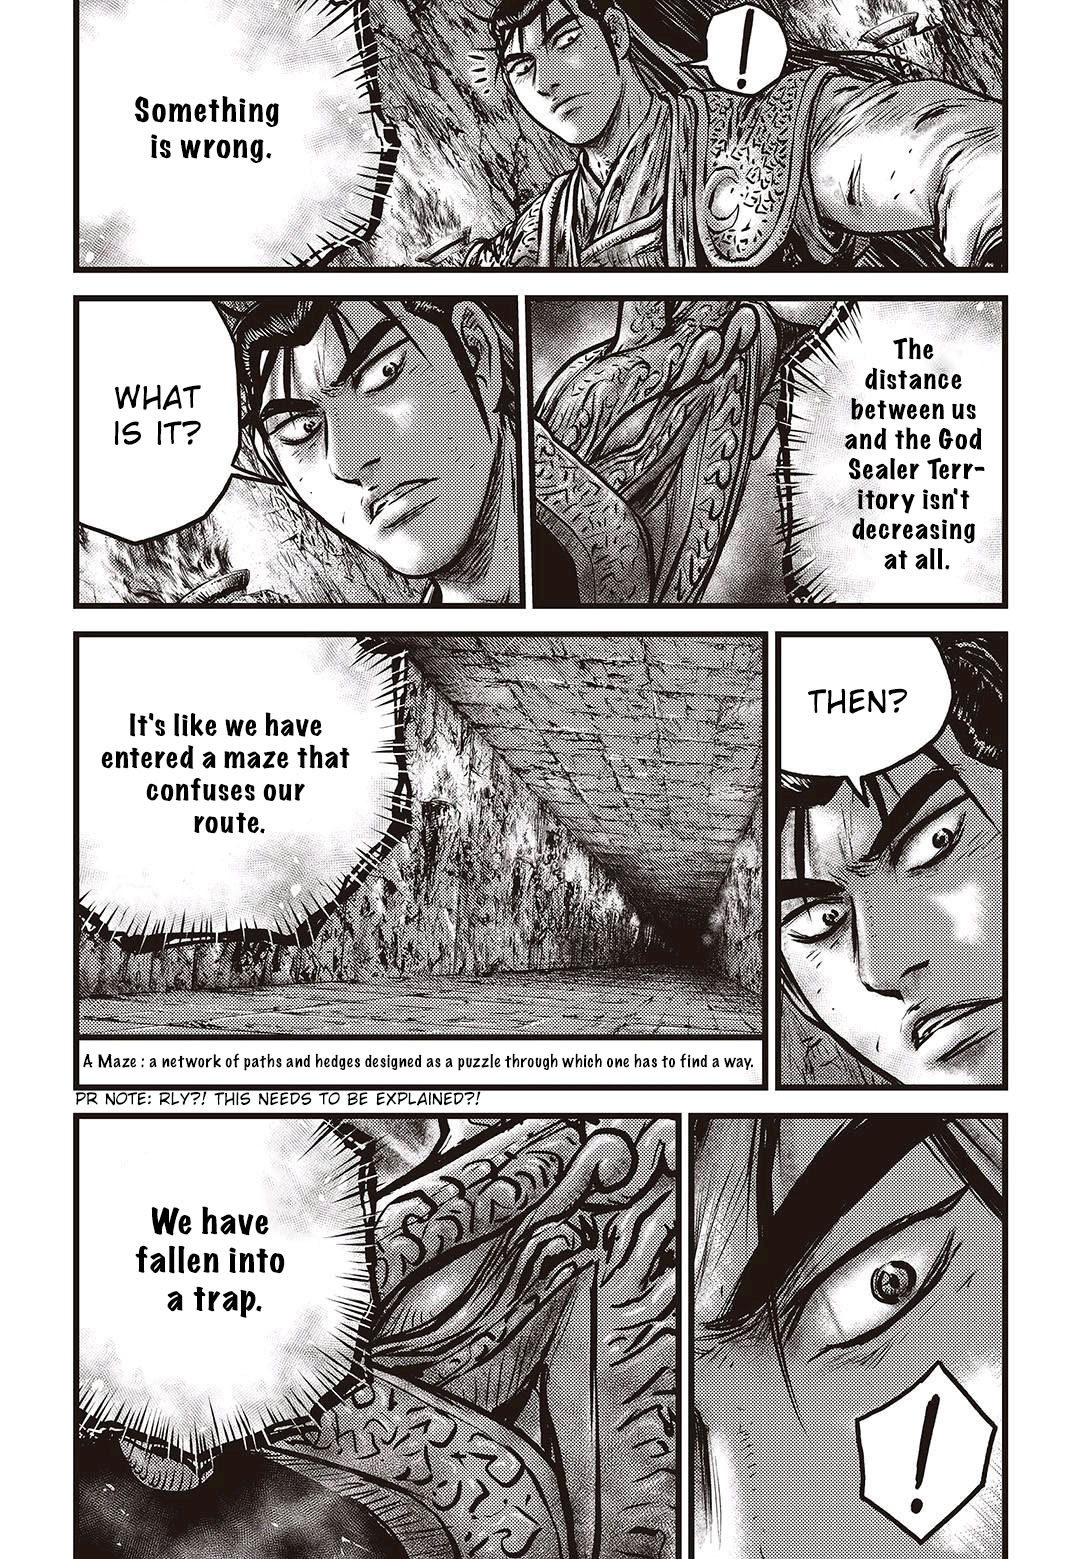 !
Something
is wrong.
The
distance
between us
and the God
Sealer Terr-
itory isn't
decreasing
at all.
WHAT
IS IT?
THEN?
It's like we have
entered a maze that
confuses our
route.
A Maze : a network of paths and hedges designed as a puzzle through which one has to find a way.
PR NOTE: RLY?! THIS NEEDS TO BE EXPLAINED?!
!
We have
fallen into
a trap.